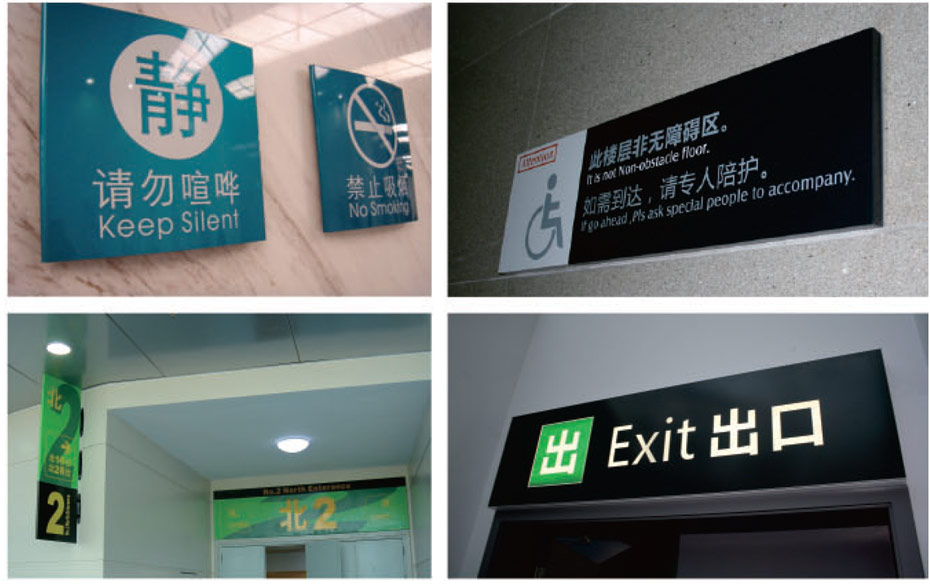 静
请勿喧哗
Keep Silent
禁止吸烟
No Smoking
Attention!
此楼层非无障碍区。
It is not Non-obstacle floor.
如需到达，请专人陪护。
If go ahead ,Pls ask special people to accompany.
北
2
2
No.2 North Enterance
北2
出 Exit 出口